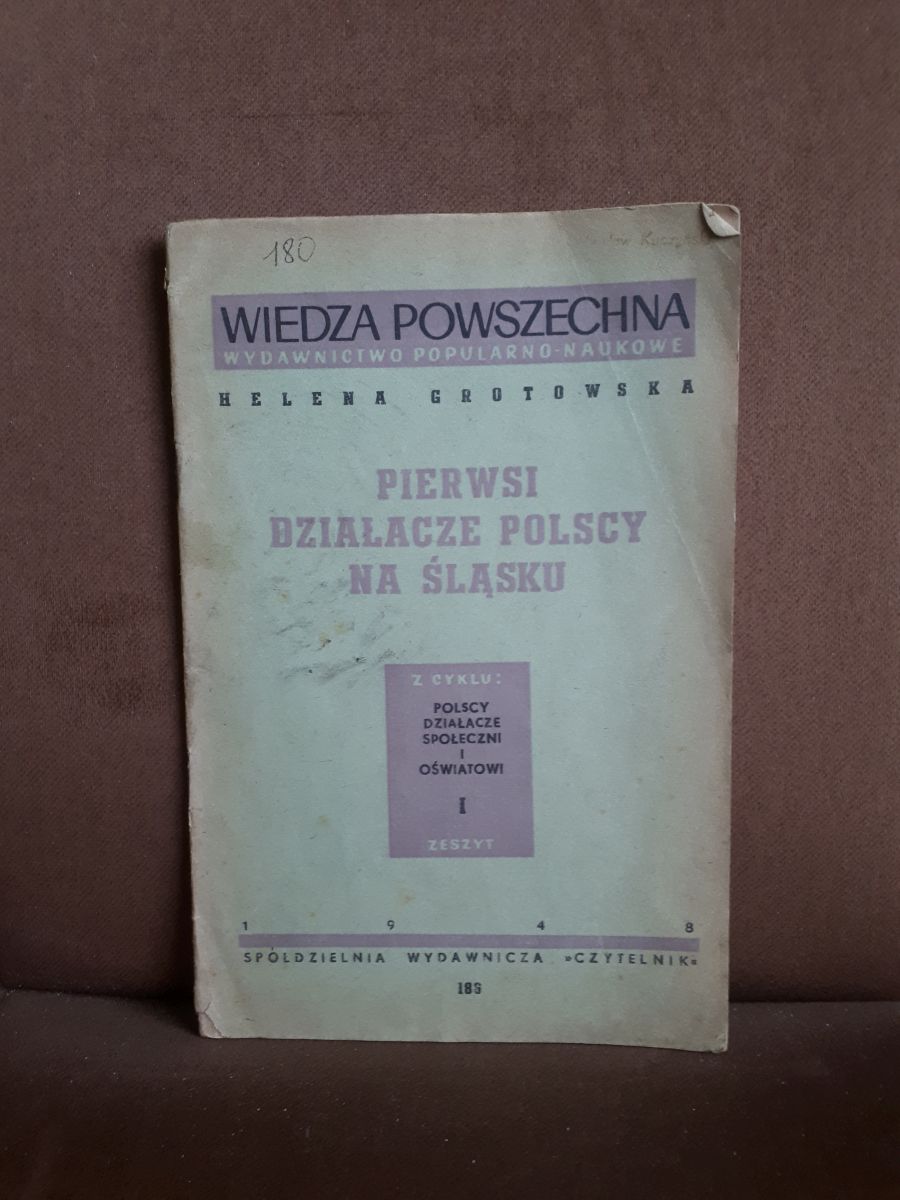 180
WIEDZA POWSZECHNA
WYDAWNICTWO POPULARNO-NAUKOWE
HELENA GROTOWSKA
PIERWSI
DZIAŁACZE POLSCY
NA ŚLĄSKU
Z CYKLU:
POLSCY
DZIAŁACZE
SPOŁECZNI
I
OŚWIATOWI
I
ZESZYT
1 9 4 8
SPÓŁDZIELNIA WYDAWNICZA »CZYTELNIK«